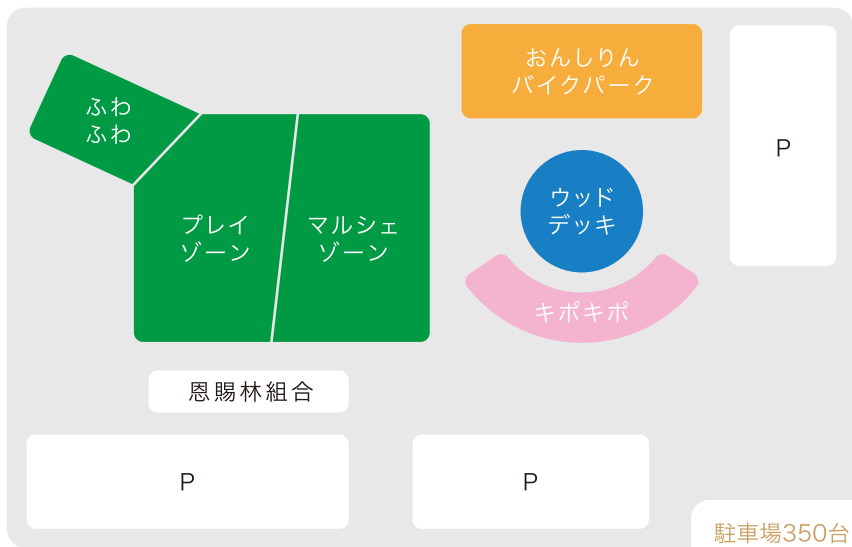 おんしりん
バイクパーク
ふわ
ふわ
P
ウッド
デッキ
プレイ
ゾーン
マルシェ
ゾーン
キポキポ
恩賜林組合
P
P
駐車場350台